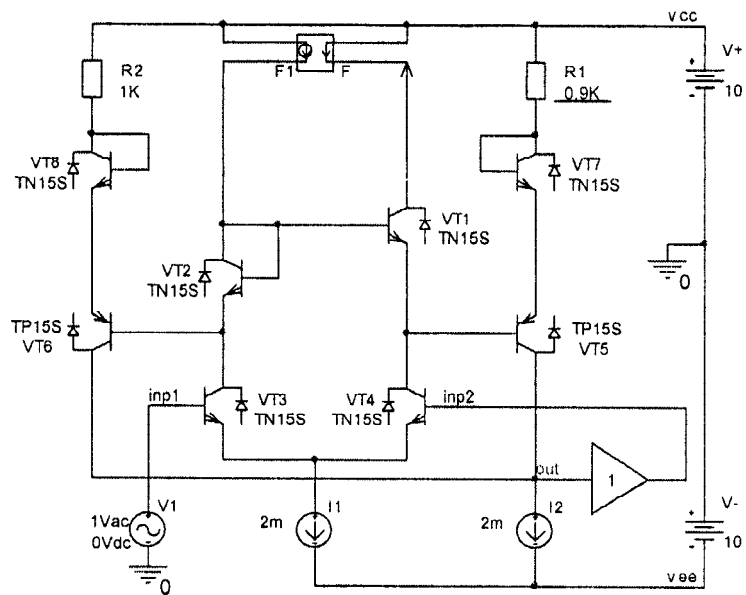 vcc
V+
10
R2
1K
F1
F
R1
0.9K
VT8
TN15S
VT7
TN15S
VT1
TN15S
VT2
TN15S
0
TP15S
VT6
TP15S
VT5
inp1
VT3
TN15S
VT4
TN15S
inp2
out
1
V1
1Vac
0Vdc
I1
2m
I2
2m
V-
10
0
vee